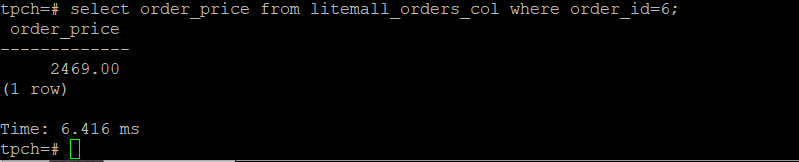 tpch=# select order_price from litemall_orders_col where order_id=6;
 order_price
-------------
     2469.00
(1 row)

Time: 6.416 ms
tpch=#